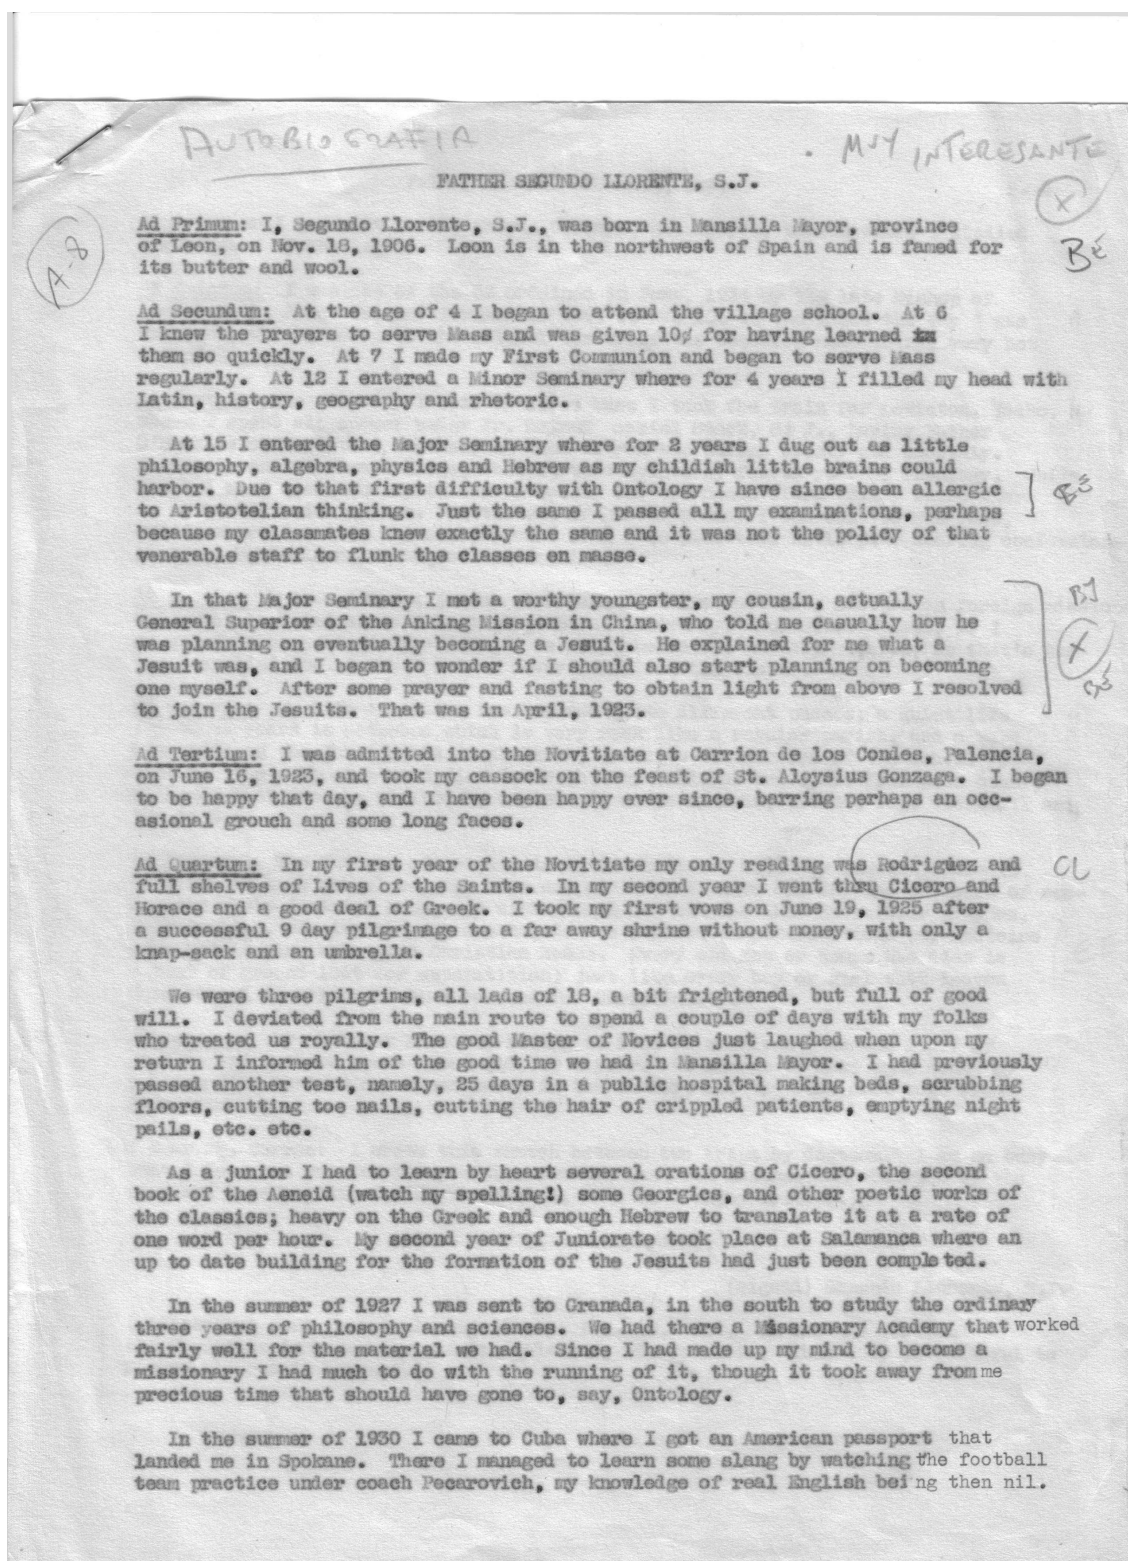 AUTOBIOGRAFIA
. MUY INTERESANTE
FATHER SEGUNDO LLORENTE, S.J.
X
BE
A-8
Ad Primum: I, Segundo Llorente, S.J., was born in Mansilla Mayor, province
of Leon, on Nov. 18, 1906. Leon is in the northwest of Spain and is famed for
its butter and wool.
Ad Secundum: At the age of 4 I began to attend the village school. At 6
I knew the prayers to serve Mass and was given 10¢ for having learned
them so quickly. At 7 I made my First Communion and began to serve Mass
regularly. At 12 I entered a Minor Seminary where for 4 years I filled my head with
Latin, history, geography and rhetoric.
At 15 I entered the Major Seminary where for 2 years I dug out as little
philosophy, algebra, physics and Hebrew as my childish little brains could
harbor. Due to that first difficulty with Ontology I have since been allergic
to Aristotelian thinking. Just the same I passed all my examinations, perhaps
because my classmates knew exactly the same and it was not the policy of that
venerable staff to flunk the classes en masse.
BE
In that Major Seminary I met a worthy youngster, my cousin, actually
General Superior of the Anking Mission in China, who told me casually how he
was planning on eventually becoming a Jesuit. He explained for me what a
Jesuit was, and I began to wonder if I should also start planning on becoming
one myself. After some prayer and fasting to obtain light from above I resolved
to join the Jesuits. That was in April, 1923.
BJ
X
BE
Ad Tertium: I was admitted into the Novitiate at Carrion de los Condes, Palencia,
on June 16, 1923, and took my cassock on the feast of St. Aloysius Gonzaga. I began
to be happy that day, and I have been happy ever since, barring perhaps an occ-
asional grouch and some long faces.
Ad Quartum: In my first year of the Novitiate my only reading was Rodriguez and
full shelves of Lives of the Saints. In my second year I went thru Cicero and
Horace and a good deal of Greek. I took my first vows on June 19, 1925 after
a successful 9 day pilgrimage to a far away shrine without money, with only a
knap-sack and an umbrella.
CL
We were three pilgrims, all lads of 18, a bit frightened, but full of good
will. I deviated from the main route to spend a couple of days with my folks
who treated us royally. The good Master of Novices just laughed when upon my
return I informed him of the good time we had in Mansilla Mayor. I had previously
passed another test, namely, 25 days in a public hospital making beds, scrubbing
floors, cutting toe nails, cutting the hair of crippled patients, emptying night
pails, etc. etc.
As a junior I had to learn by heart several orations of Cicero, the second
book of the Aeneid (watch my spelling!) some Georgics, and other poetic works of
the classics; heavy on the Greek and enough Hebrew to translate it at a rate of
one word per hour. My second year of Juniorate took place at Salamanca where an
up to date building for the formation of the Jesuits had just been completed.
In the summer of 1927 I was sent to Granada, in the south to study the ordinary
three years of philosophy and sciences. We had there a Missionary Academy that worked
fairly well for the material we had. Since I had made up my mind to become a
missionary I had much to do with the running of it, though it took away from me
precious time that should have gone to, say, Ontology.
In the summer of 1930 I came to Cuba where I got an American passport that
landed me in Spokane. There I managed to learn some slang by watching the football
team practice under coach Pecarovich, my knowledge of real English being then nil.